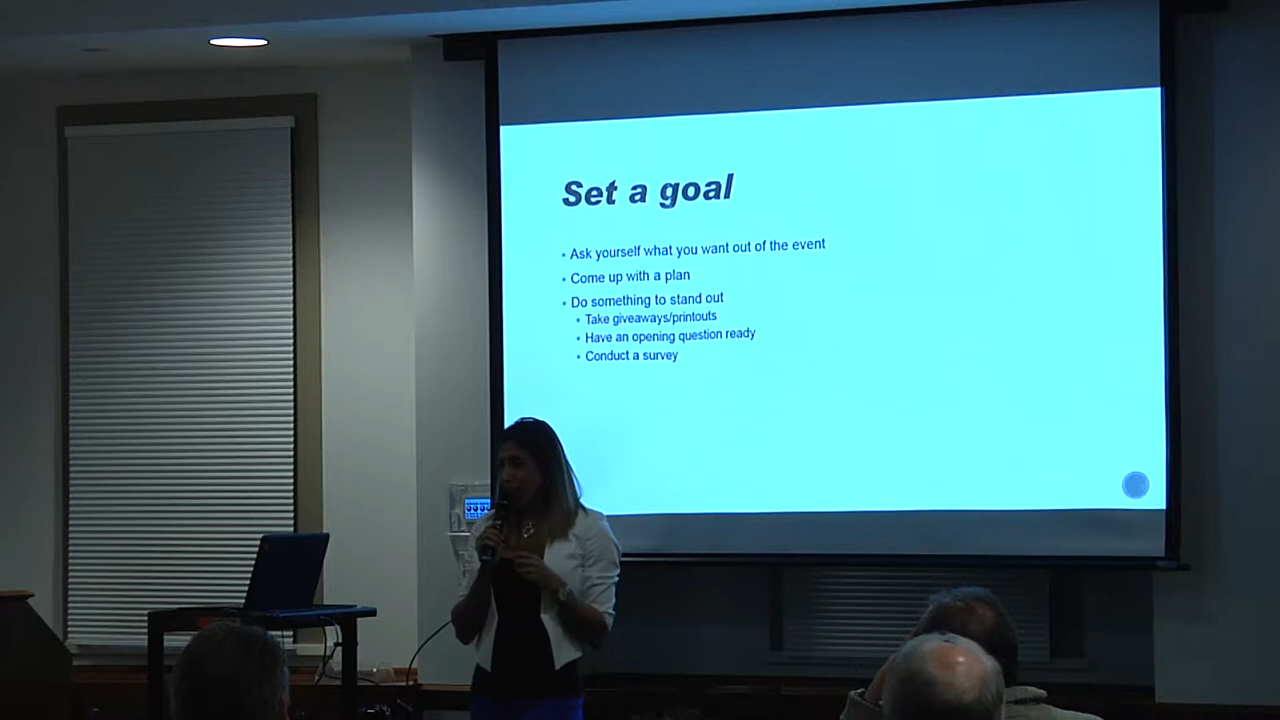 Set a goal
▪ Ask yourself what you want out of the event
▪ Come up with a plan
▪ Do something to stand out
▪ Take giveaways/printouts
▪ Have an opening question ready
▪ Conduct a survey